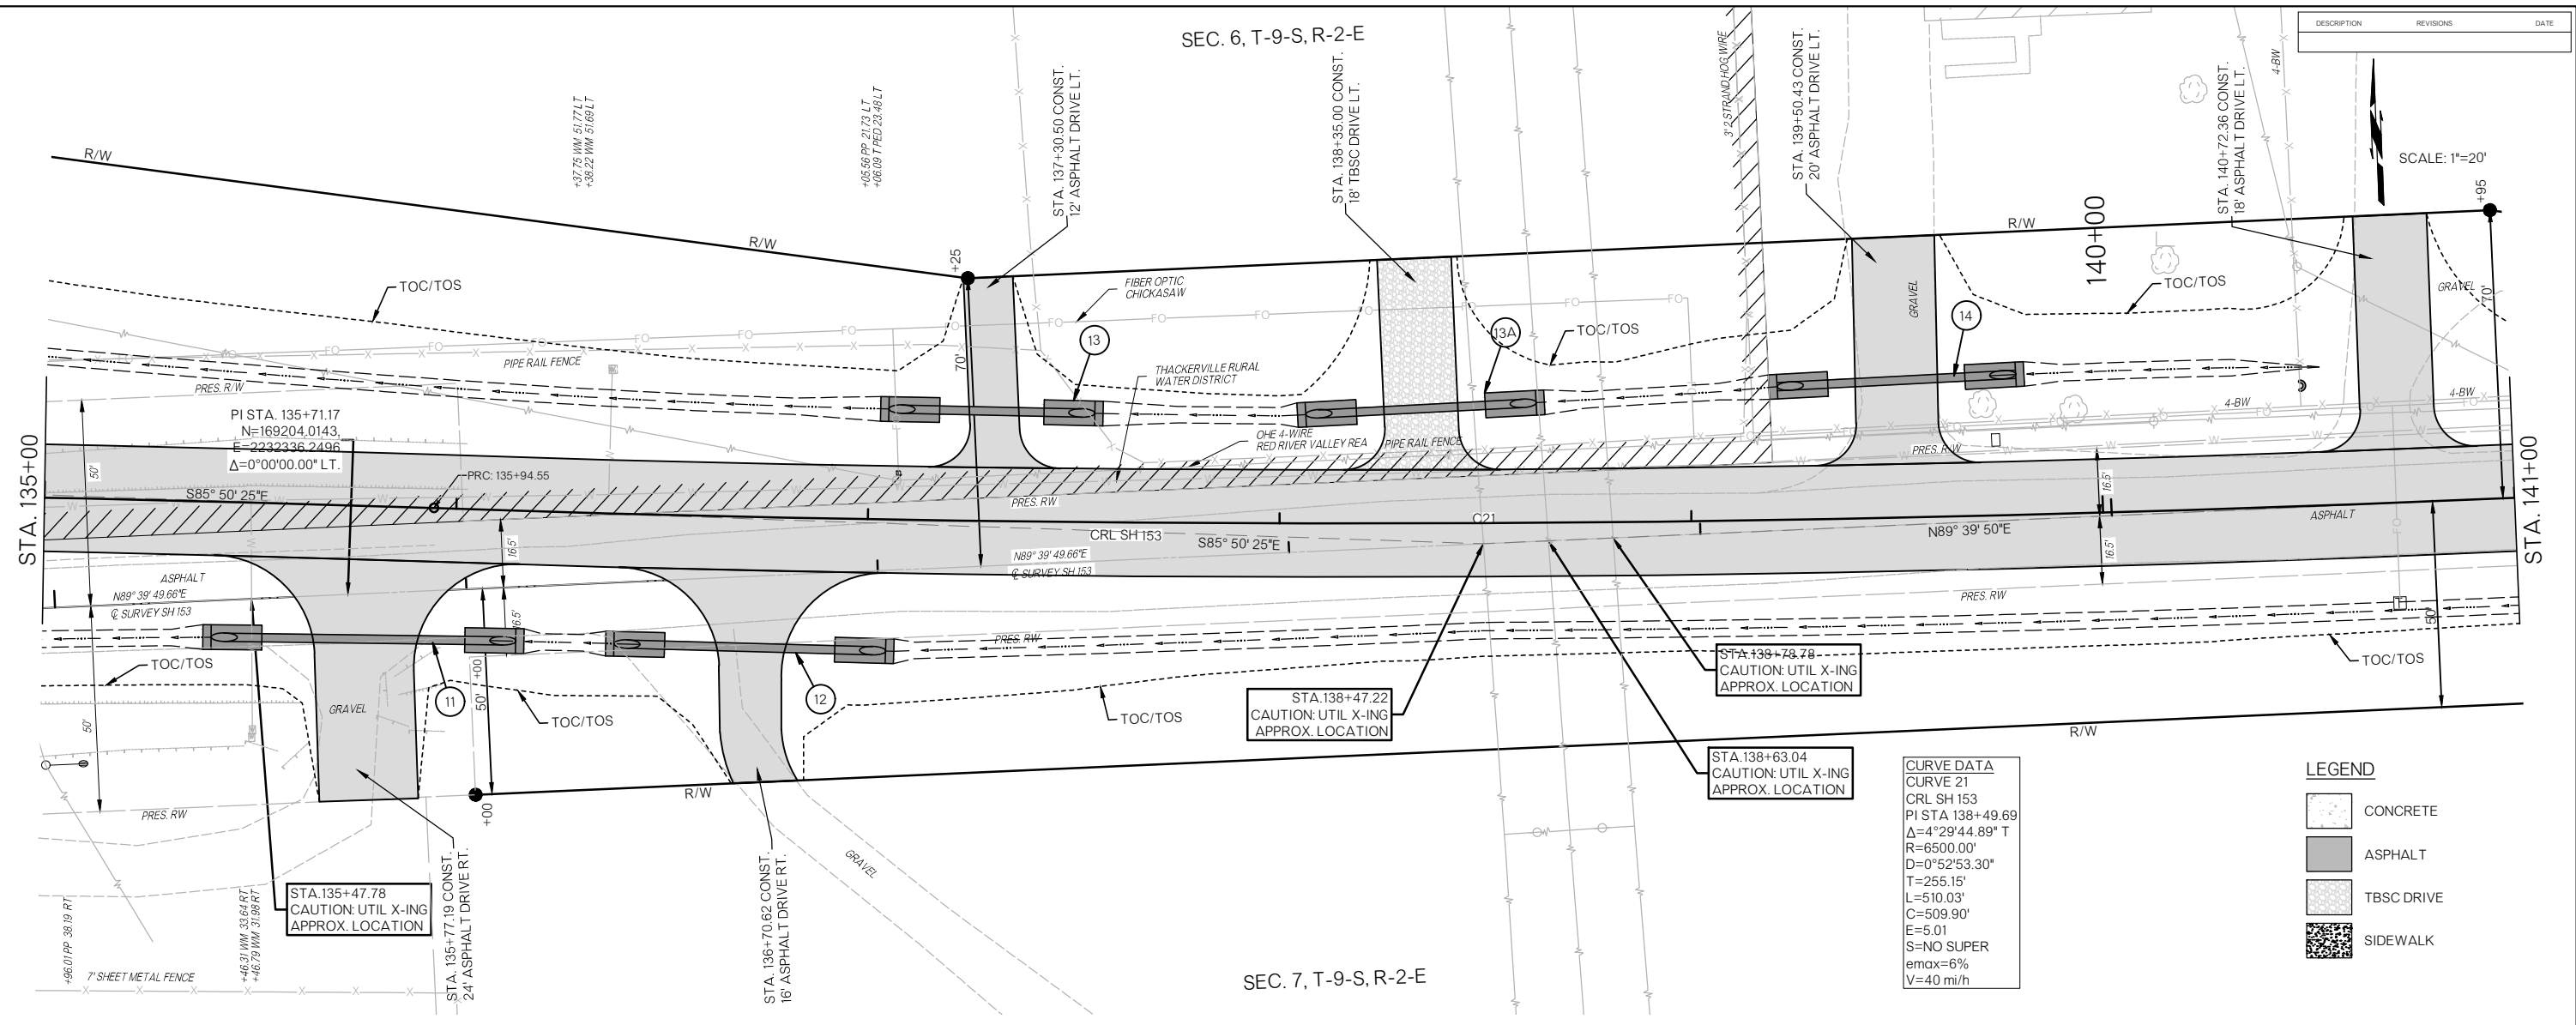 DESCRIPTION REVISIONS DATE
SEC. 6, T-9-S, R-2-E
SCALE: 1"=20'
R/W
R/W
R/W
+37.75 WM 51.77 LT
+38.22 WM 51.69 LT
+05.56 PP 21.73 LT
+06.09 T PED 23.48 LT
STA. 137+30.50 CONST.
12' ASPHALT DRIVE LT.
STA. 138+35.00 CONST.
18' TBSC DRIVE LT.
3' 2 STRAND HOG WIRE
STA. 139+50.43 CONST.
20' ASPHALT DRIVE LT.
140+00
STA. 140+72.36 CONST.
18' ASPHALT DRIVE LT.
4-BW
+95
+25
70'
70'
TOC/TOS
FIBER OPTIC
CHICKASAW
TOC/TOS
TOC/TOS
GRAVEL
GRAVEL
13
13A
14
PIPE RAIL FENCE
PRES. R/W
THACKERVILLE RURAL
WATER DISTRICT
OHE 4-WIRE
RED RIVER VALLEY REA
PIPE RAIL FENCE
4-BW
4-BW
PRES. R/W
PI STA. 135+71.17
N=169204.0143,
E=2232336.2496
Δ=0°00'00.00" LT.
PRC: 135+94.55
STA. 135+00
STA. 141+00
S85° 50' 25"E
PRES. RW
CRL SH 153
S85° 50' 25"E
C21
N89° 39' 50"E
ASPHALT
16.5'
16.5'
16.5'
16.5'
50'
50'
50'
50'
N89° 39' 49.66"E
℄ SURVEY SH 153
ASPHALT
N89° 39' 49.66"E
℄ SURVEY SH 153
PRES. RW
PRES. RW
TOC/TOS
TOC/TOS
TOC/TOS
TOC/TOS
11
12
+00
+00
GRAVEL
GRAVEL
PRES. RW
R/W
R/W
STA.138+78.78
CAUTION: UTIL X-ING
APPROX. LOCATION
STA.138+47.22
CAUTION: UTIL X-ING
APPROX. LOCATION
STA.138+63.04
CAUTION: UTIL X-ING
APPROX. LOCATION
STA.135+47.78
CAUTION: UTIL X-ING
APPROX. LOCATION
+96.01 PP 38.19 RT
+46.31 WM 33.64 RT
+46.79 WM 31.98 RT
7' SHEET METAL FENCE
STA. 135+77.19 CONST.
24' ASPHALT DRIVE RT.
STA. 136+70.62 CONST.
16' ASPHALT DRIVE RT.
SEC. 7, T-9-S, R-2-E
CURVE DATA
CURVE 21
CRL SH 153
PI STA 138+49.69
Δ=4°29'44.89" T
R=6500.00'
D=0°52'53.30"
T=255.15'
L=510.03'
C=509.90'
E=5.01
S=NO SUPER
emax=6%
V=40 mi/h
LEGEND
CONCRETE
ASPHALT
TBSC DRIVE
SIDEWALK